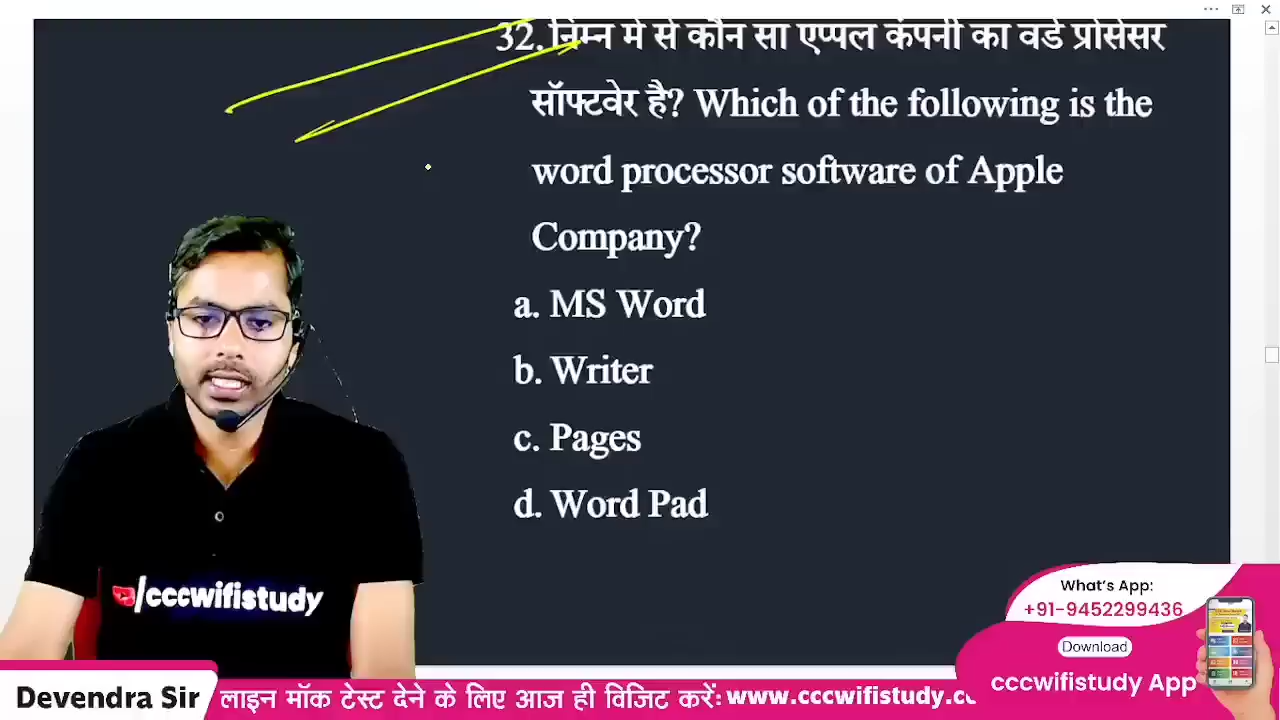 32. निम्न मे से कौन सा एप्पल कंपनी का वर्ड प्रोसेसर
सॉफ्टवेर है? Which of the following is the
word processor software of Apple
Company?
a. MS Word
b. Writer
c. Pages
d. Word Pad
/cccwifistudy
What's App:
+91-9452299436
Download
cccwifistudy App
Devendra Sir
लाइन मॉक टेस्ट देने के लिए आज ही विजिट करें: www.cccwifistudy.co